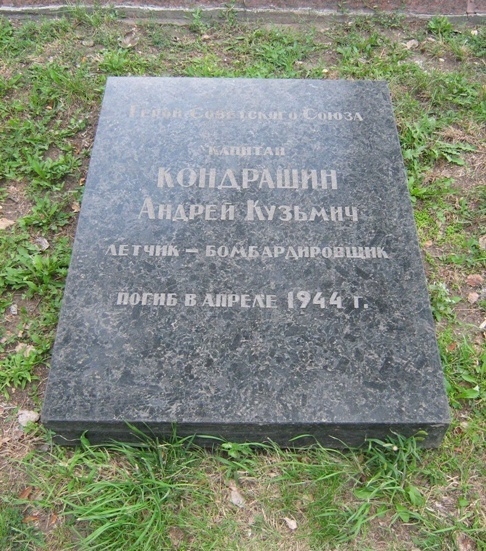 Герой Советского Союза
капитан
КОНДРАШИН
Андрей Кузьмич
летчик – бомбардировщик
погиб в апреле 1944 г.